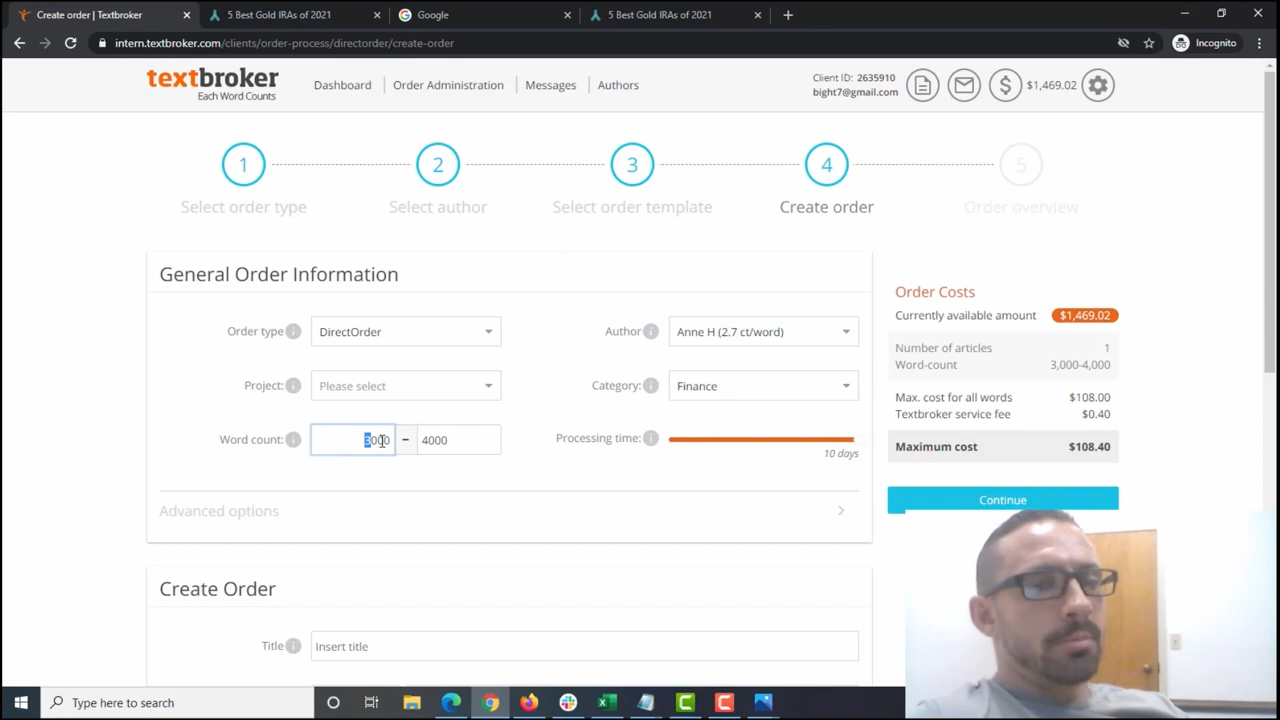 Create order | Textbroker
5 Best Gold IRAs of 2021
Google
5 Best Gold IRAs of 2021
intern.textbroker.com/clients/order-process/directorder/create-order
Incognito
textbroker
Each Word Counts
Dashboard
Order Administration
Messages
Authors
Client ID: 2635910
bight7@gmail.com
$
$1,469.02
1
2
3
4
5
Select order type
Select author
Select order template
Create order
Order overview
General Order Information
Order type
i
DirectOrder
Author
i
Anne H (2.7 ct/word)
Project:
i
Please select
Category:
i
Finance
Word count:
i
3000
–
4000
Processing time:
i
10 days
Advanced options
Order Costs
Currently available amount
$1,469.02
Number of articles
1
Word-count
3,000-4,000
Max. cost for all words
$108.00
Textbroker service fee
$0.40
Maximum cost
$108.40
Continue
Create Order
Title
i
Insert title
Type here to search